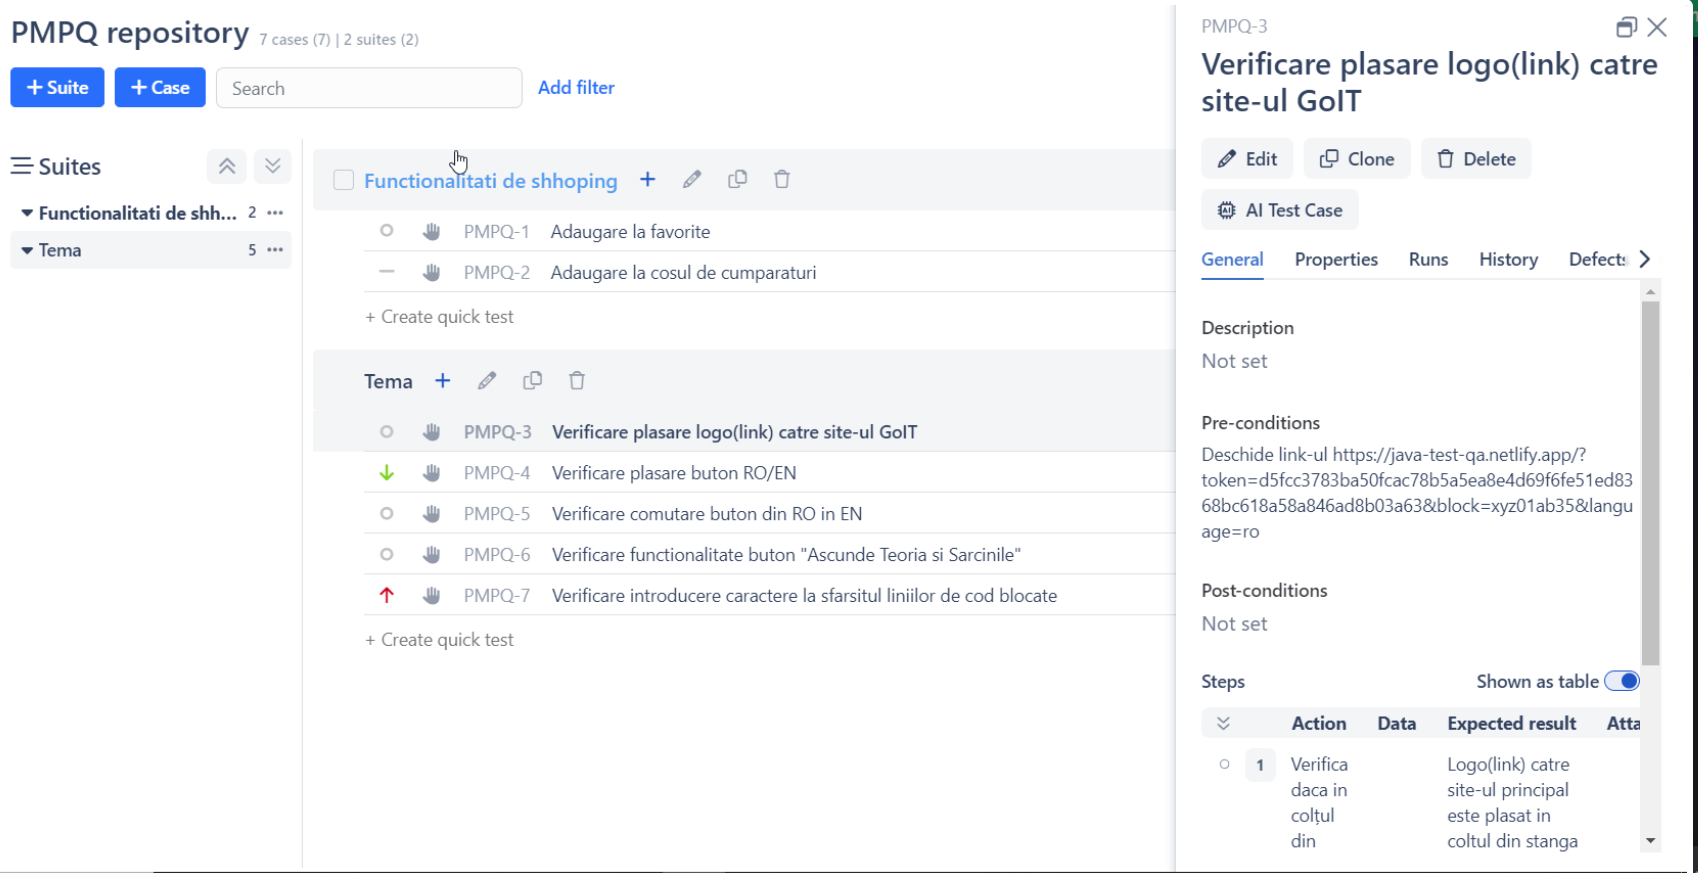 PMPQ repository 7 cases (7) | 2 suites (2)
+ Suite
+ Case
Search
Add filter
Suites
Functionalitati de shh... 2
Tema 5
Functionalitati de shhoping
PMPQ-1 Adaugare la favorite
PMPQ-2 Adaugare la cosul de cumparaturi
+ Create quick test
Tema
PMPQ-3 Verificare plasare logo(link) catre site-ul GoIT
PMPQ-4 Verificare plasare buton RO/EN
PMPQ-5 Verificare comutare buton din RO in EN
PMPQ-6 Verificare functionalitate buton "Ascunde Teoria si Sarcinile"
PMPQ-7 Verificare introducere caractere la sfarsitul liniilor de cod blocate
+ Create quick test
PMPQ-3
Verificare plasare logo(link) catre
site-ul GoIT
Edit
Clone
Delete
AI Test Case
General Properties Runs History Defects
Description
Not set
Pre-conditions
Deschide link-ul https://java-test-qa.netlify.app/?
token=d5fcc3783ba50fcac78b5a5ea8e4d69f6fe51ed83
68bc618a58a846ad8b03a63&block=xyz01ab35&langu
age=ro
Post-conditions
Not set
Steps
Shown as table
Action Data Expected result Atta
1
Verifica
daca in
colțul
din
Logo(link) catre
site-ul principal
este plasat in
coltul din stanga